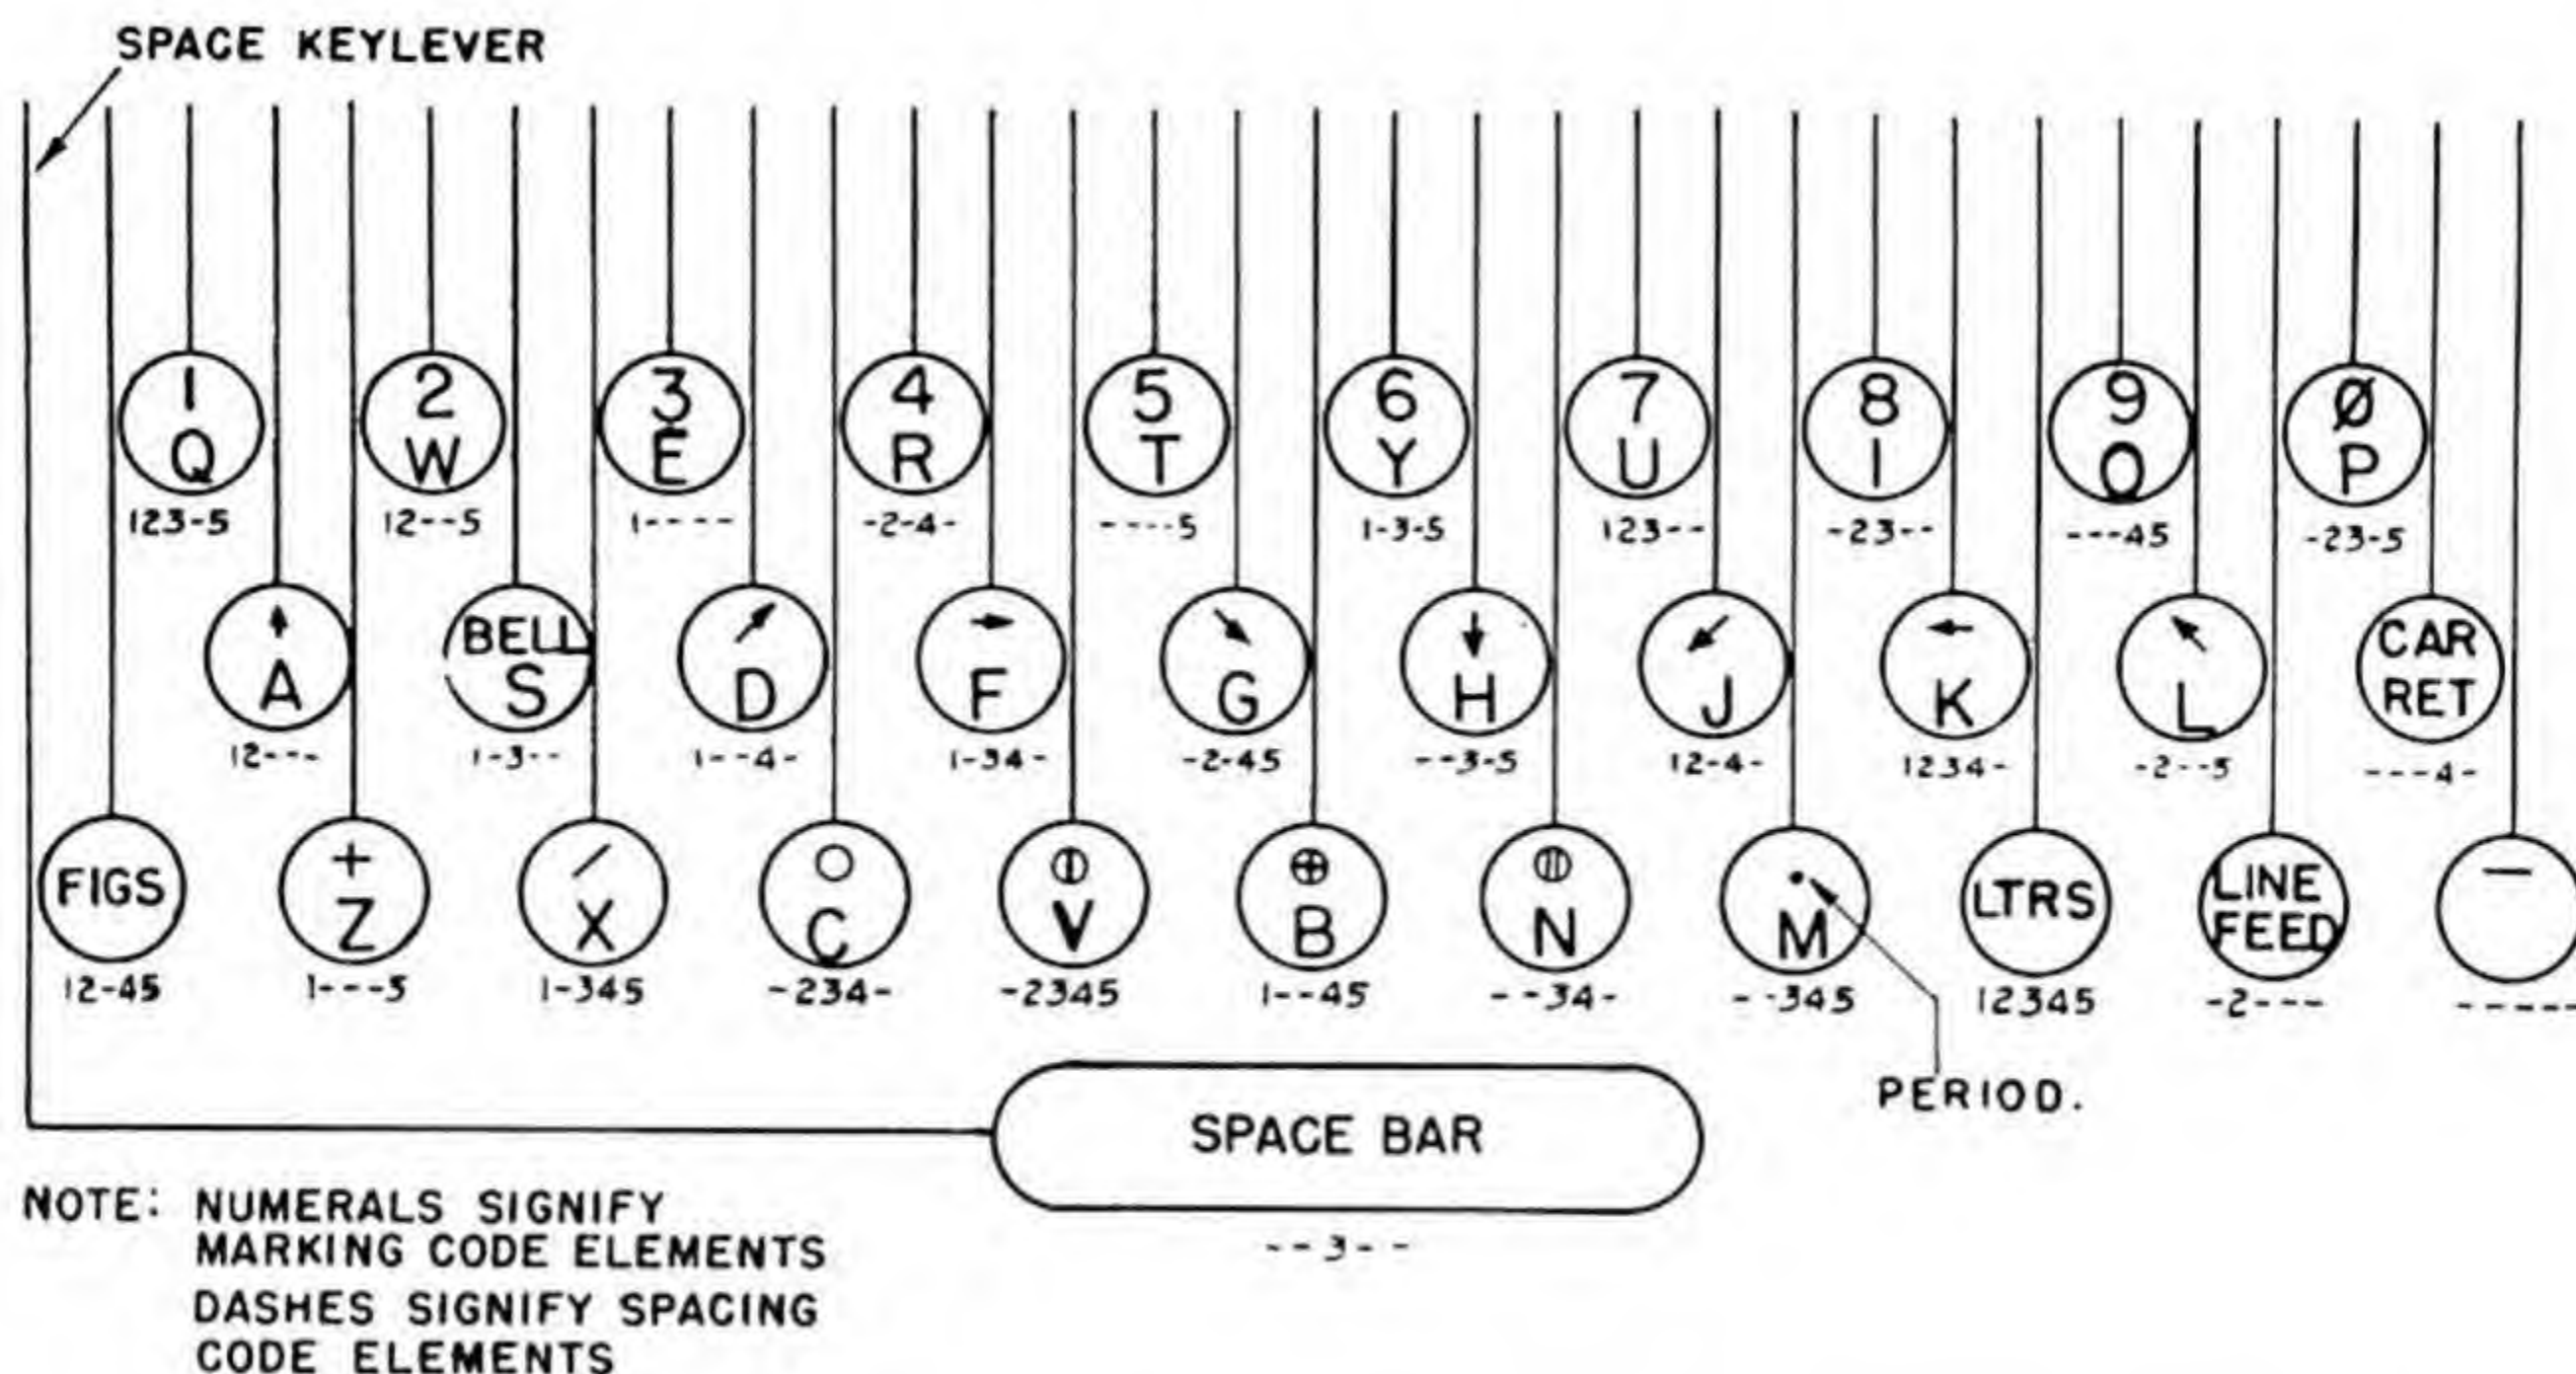 SPACE KEYLEVER
1 2 3 4 5 6 7 8 9 Ø
Q W E R T Y U I O P
123-5 12--5 1---- -2-4- ----5 1-3-5 123-- -23-- ---45 -23-5
↑ BELL ↗ → ↘ ↓ ↙ ← ↖ CAR
A S D F G H J K L RET
12--- 1-3-- 1--4- 1-34- -2-45 --3-5 12-4- 1234- -2--5 ---4-
FIGS + / ○ ⦶ ⊕ ◍ . LTRS LINE —
Z X C V B N M FEED
12-45 1---5 1-345 -234- -2345 1--45 --34- --345 12345 -2--- -----
PERIOD.
SPACE BAR
--3--
NOTE: NUMERALS SIGNIFY
MARKING CODE ELEMENTS
DASHES SIGNIFY SPACING
CODE ELEMENTS